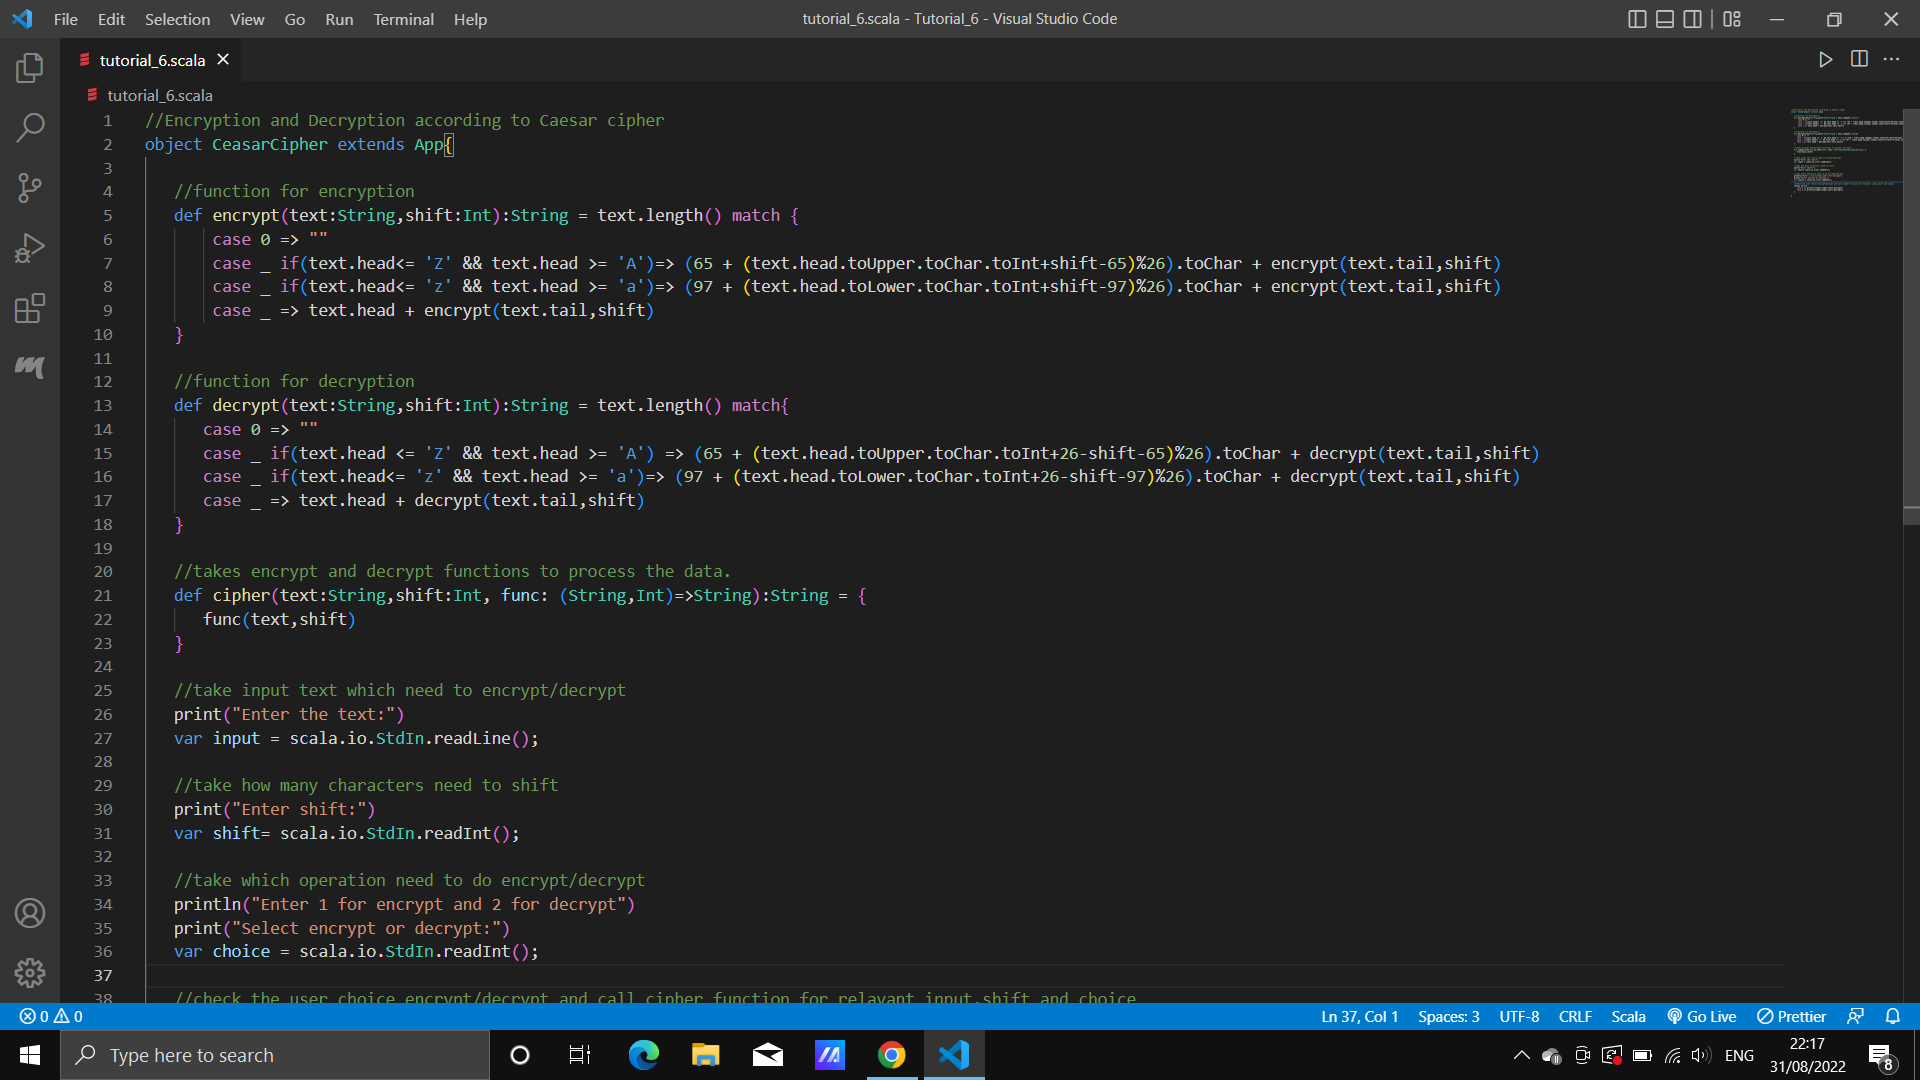 File Edit Selection View Go Run Terminal Help
tutorial_6.scala - Tutorial_6 - Visual Studio Code
tutorial_6.scala
tutorial_6.scala
1 //Encryption and Decryption according to Caesar cipher
2 object CeasarCipher extends App{
3
4 //function for encryption
5 def encrypt(text:String,shift:Int):String = text.length() match {
6 case 0 => ""
7 case _ if(text.head<= 'Z' && text.head >= 'A')=> (65 + (text.head.toUpper.toChar.toInt+shift-65)%26).toChar + encrypt(text.tail,shift)
8 case _ if(text.head<= 'z' && text.head >= 'a')=> (97 + (text.head.toLower.toChar.toInt+shift-97)%26).toChar + encrypt(text.tail,shift)
9 case _ => text.head + encrypt(text.tail,shift)
10 }
11
12 //function for decryption
13 def decrypt(text:String,shift:Int):String = text.length() match{
14 case 0 => ""
15 case _ if(text.head <= 'Z' && text.head >= 'A') => (65 + (text.head.toUpper.toChar.toInt+26-shift-65)%26).toChar + decrypt(text.tail,shift)
16 case _ if(text.head<= 'z' && text.head >= 'a')=> (97 + (text.head.toLower.toChar.toInt+26-shift-97)%26).toChar + decrypt(text.tail,shift)
17 case _ => text.head + decrypt(text.tail,shift)
18 }
19
20 //takes encrypt and decrypt functions to process the data.
21 def cipher(text:String,shift:Int, func: (String,Int)=>String):String = {
22 func(text,shift)
23 }
24
25 //take input text which need to encrypt/decrypt
26 print("Enter the text:")
27 var input = scala.io.StdIn.readLine();
28
29 //take how many characters need to shift
30 print("Enter shift:")
31 var shift= scala.io.StdIn.readInt();
32
33 //take which operation need to do encrypt/decrypt
34 println("Enter 1 for encrypt and 2 for decrypt")
35 print("Select encrypt or decrypt:")
36 var choice = scala.io.StdIn.readInt();
37
38 //check the user choice encrypt/decrypt and call cipher function for relavant input,shift and choice
0 0 Ln 37, Col 1 Spaces: 3 UTF-8 CRLF Scala Go Live Prettier
Type here to search
ENG
22:17
31/08/2022
8